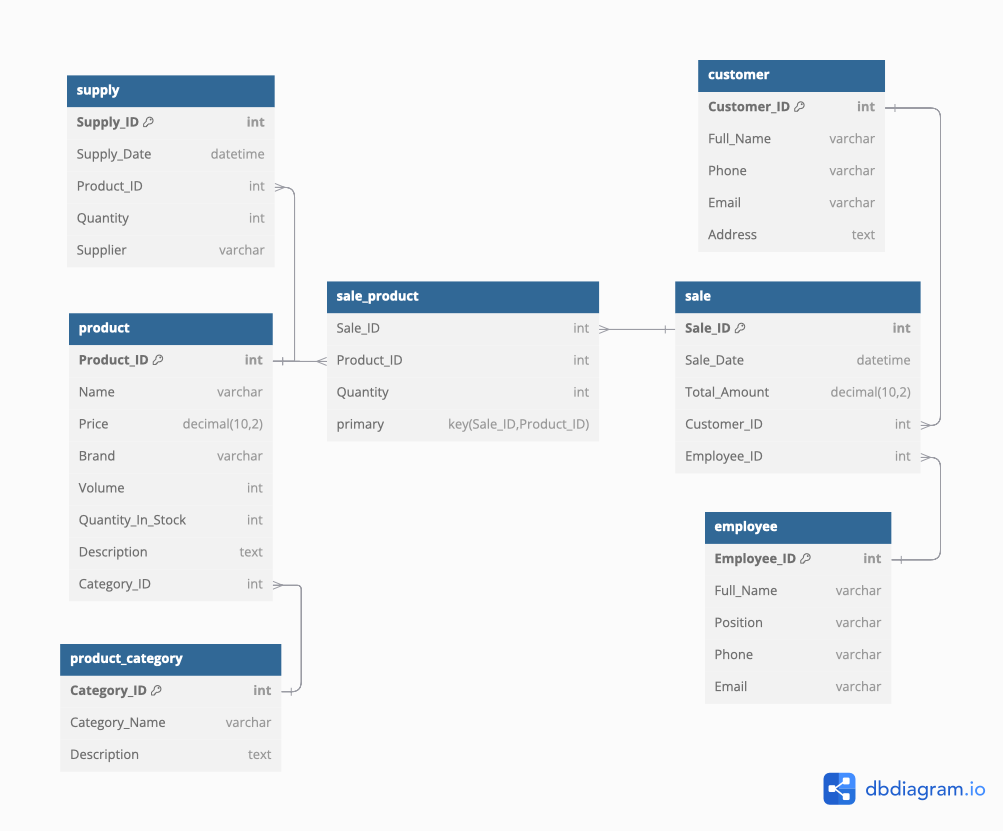 supply
Supply_ID int
Supply_Date datetime
Product_ID int
Quantity int
Supplier varchar
product
Product_ID int
Name varchar
Price decimal(10,2)
Brand varchar
Volume int
Quantity_In_Stock int
Description text
Category_ID int
product_category
Category_ID int
Category_Name varchar
Description text
sale_product
Sale_ID int
Product_ID int
Quantity int
primary key(Sale_ID,Product_ID)
customer
Customer_ID int
Full_Name varchar
Phone varchar
Email varchar
Address text
sale
Sale_ID int
Sale_Date datetime
Total_Amount decimal(10,2)
Customer_ID int
Employee_ID int
employee
Employee_ID int
Full_Name varchar
Position varchar
Phone varchar
Email varchar
dbdiagram.io